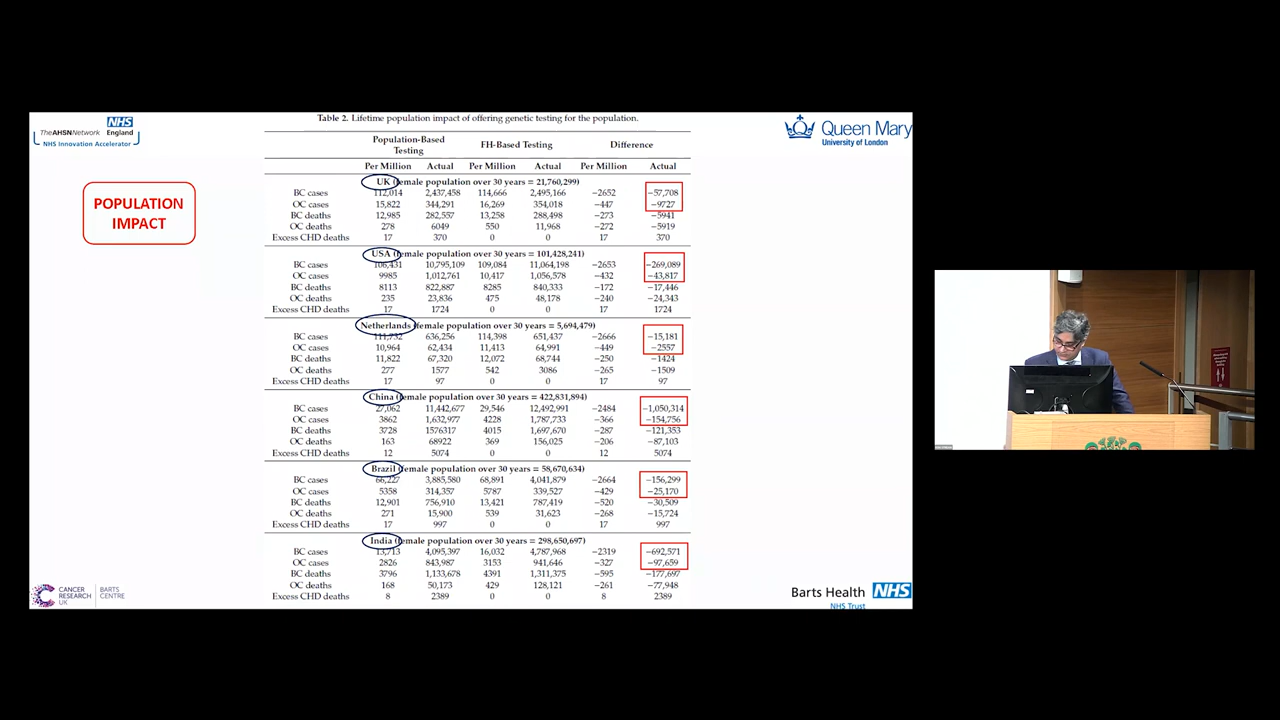 The AHSN Network
NHS
England
NHS Innovation Accelerator
POPULATION
IMPACT
Queen Mary
University of London
Table 2. Lifetime population impact of offering genetic testing for the population.
Population-Based Testing FH-Based Testing Difference
Per Million Actual Per Million Actual Per Million Actual
UK (female population over 30 years = 21,760,299)
BC cases 112,014 2,437,458 114,666 2,495,166 −2652 −57,708
OC cases 15,822 344,291 16,269 354,018 −447 −9727
BC deaths 12,985 282,557 13,258 288,498 −273 −5941
OC deaths 278 6049 550 11,968 −272 −5919
Excess CHD deaths 17 370 0 0 17 370
USA (female population over 30 years = 101,428,241)
BC cases 106,431 10,795,109 109,084 11,064,198 −2653 −269,089
OC cases 9985 1,012,761 10,417 1,056,578 −432 −43,817
BC deaths 8113 822,887 8285 840,333 −172 −17,446
OC deaths 235 23,836 475 48,178 −240 −24,343
Excess CHD deaths 17 1724 0 0 17 1724
Netherlands (female population over 30 years = 5,694,479)
BC cases 111,732 636,256 114,398 651,437 −2666 −15,181
OC cases 10,964 62,434 11,413 64,991 −449 −2557
BC deaths 11,822 67,320 12,072 68,744 −250 −1424
OC deaths 277 1577 542 3086 −265 −1509
Excess CHD deaths 17 97 0 0 17 97
China (female population over 30 years = 422,831,894)
BC cases 27,062 11,442,677 29,546 12,492,991 −2484 −1,050,314
OC cases 3862 1,632,977 4228 1,787,733 −366 −154,756
BC deaths 3728 1576317 4015 1,697,670 −287 −121,353
OC deaths 163 68922 369 156,025 −206 −87,103
Excess CHD deaths 12 5074 0 0 12 5074
Brazil (female population over 30 years = 58,670,634)
BC cases 66,227 3,885,580 68,891 4,041,879 −2664 −156,299
OC cases 5358 314,357 5787 339,527 −429 −25,170
BC deaths 12,901 756,910 13,421 787,419 −520 −30,509
OC deaths 271 15,900 539 31,623 −268 −15,724
Excess CHD deaths 17 997 0 0 17 997
India (female population over 30 years = 298,650,697)
BC cases 13,713 4,095,397 16,032 4,787,968 −2319 −692,571
OC cases 2826 843,987 3153 941,646 −327 −97,659
BC deaths 3796 1,133,678 4391 1,311,375 −595 −177,697
OC deaths 168 50,173 429 128,121 −261 −77,948
Excess CHD deaths 8 2389 0 0 8 2389
CANCER
RESEARCH
UK
BARTS
CENTRE
Barts Health NHS
NHS Trust